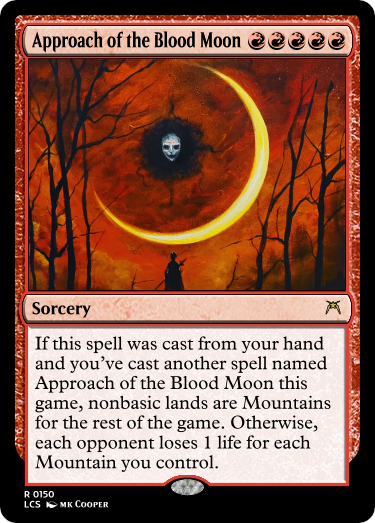 Approach of the Blood Moon
Sorcery
If this spell was cast from your hand
and you've cast another spell named
Approach of the Blood Moon this
game, nonbasic lands are Mountains
for the rest of the game. Otherwise,
each opponent loses 1 life for each
Mountain you control.
R 0150
LCS MK COOPER